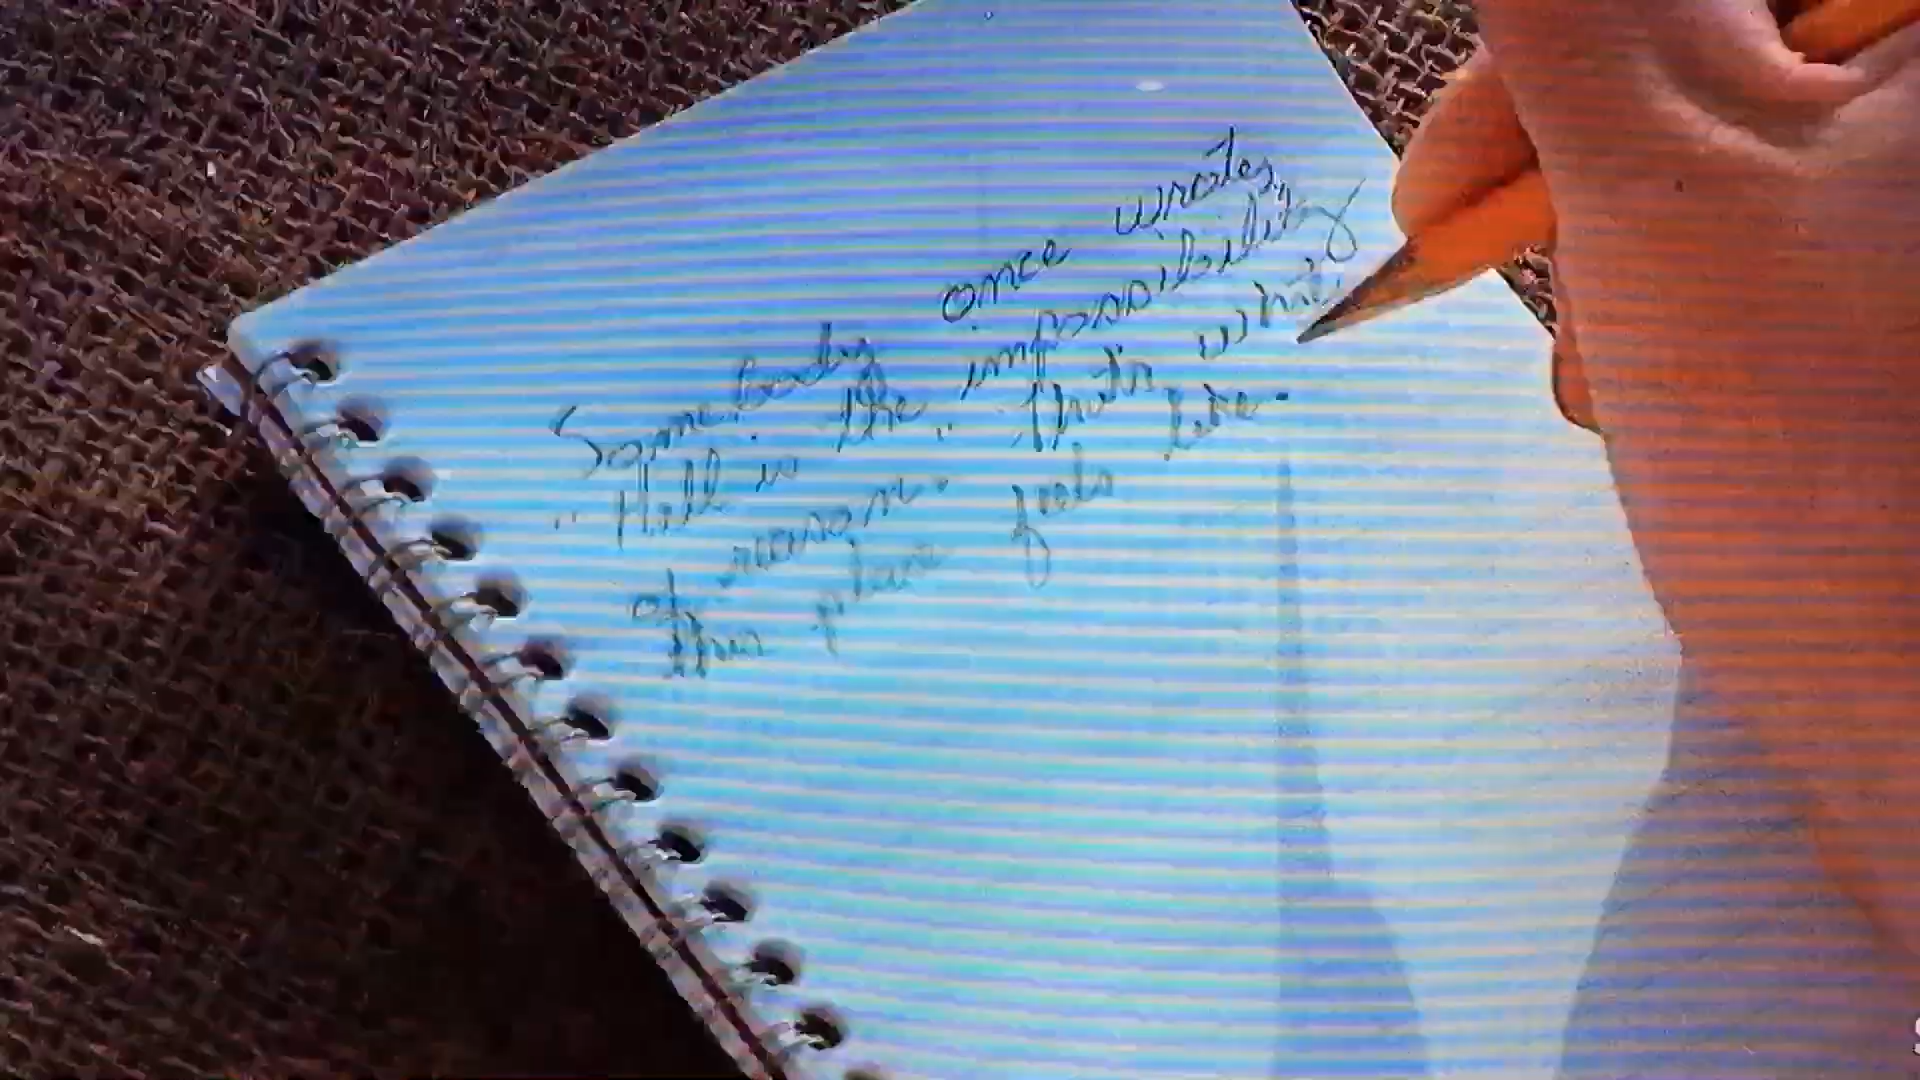 Somebody once wrote,
"Hell is the impossibility
of reason." That's what
this place feels like.